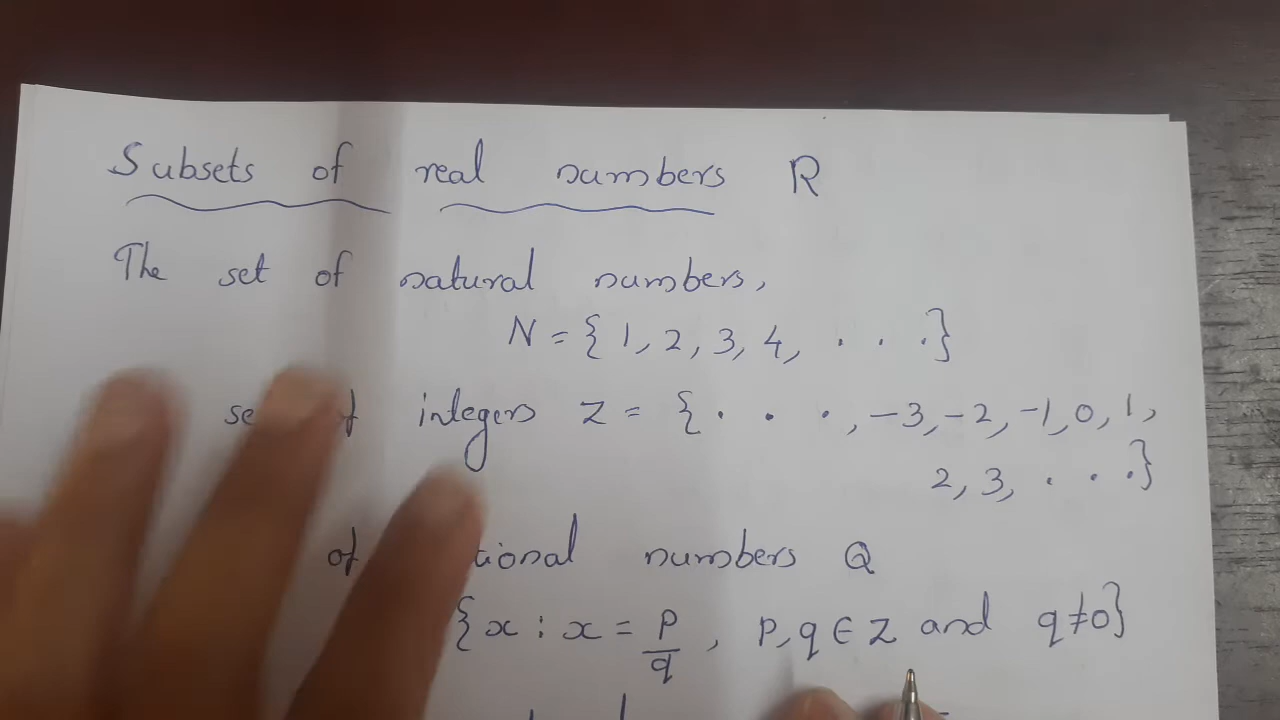 Subsets of real numbers R
The set of natural numbers,
N = { 1, 2, 3, 4, . . . }
of integers Z = { . . . , -3, -2, -1, 0, 1,
2, 3, . . . }
of numbers Q
{ x : x = p/q , p, q ∈ Z and q ≠ 0 }